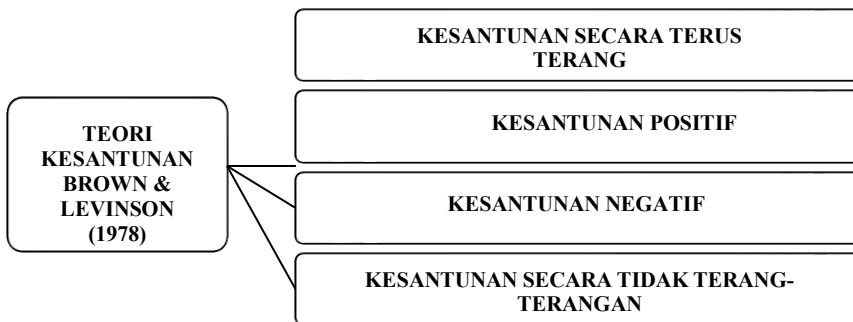 TEORI
KESANTUNAN
BROWN &
LEVINSON
(1978)
KESANTUNAN SECARA TERUS
TERANG
KESANTUNAN POSITIF
KESANTUNAN NEGATIF
KESANTUNAN SECARA TIDAK TERANG-
TERANGAN